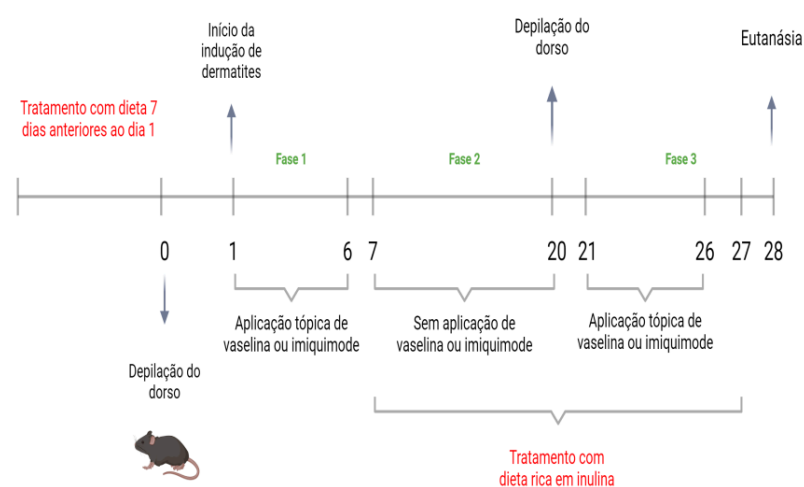 Início da
indução de
dermatites
Depilação do
dorso
Eutanásia
Tratamento com dieta 7
dias anteriores ao dia 1
Fase 1
Fase 2
Fase 3
0
1
6
7
20
21
26
27
28
Aplicação tópica de
vaselina ou imiquimode
Sem aplicação de
vaselina ou imiquimode
Aplicação tópica de
vaselina ou imiquimode
Depilação do
dorso
Tratamento com
dieta rica em inulina